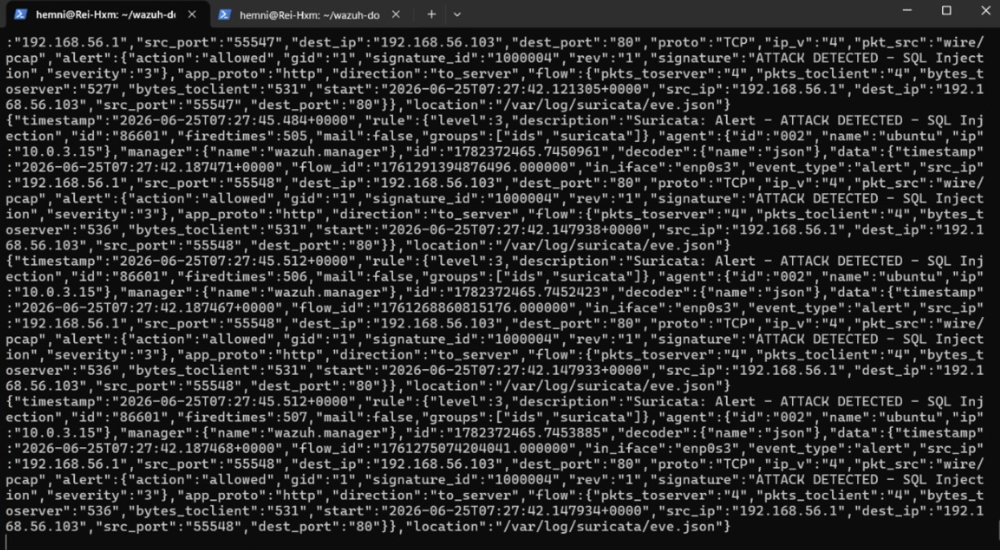 hemni@Rei-Hxm: ~/wazuh-do
hemni@Rei-Hxm: ~/wazuh-do
:"192.168.56.1","src_port":"55547","dest_ip":"192.168.56.103","dest_port":"80","proto":"TCP","ip_v":"4","pkt_src":"wire/
pcap","alert":{"action":"allowed","gid":"1","signature_id":"1000004","rev":"1","signature":"ATTACK DETECTED - SQL Inject
ion","severity":"3"},"app_proto":"http","direction":"to_server","flow":{"pkts_toserver":"4","pkts_toclient":"4","bytes_t
oserver":"527","bytes_toclient":"531","start":"2026-06-25T07:27:42.121305+0000","src_ip":"192.168.56.1","dest_ip":"192.1
68.56.103","src_port":"55547","dest_port":"80"}},"location":"/var/log/suricata/eve.json"}
{"timestamp":"2026-06-25T07:27:45.484+0000","rule":{"level":3,"description":"Suricata: Alert - ATTACK DETECTED - SQL Inj
ection","id":"86601","firedtimes":505,"mail":false,"groups":["ids","suricata"]},"agent":{"id":"002","name":"ubuntu","ip"
:"10.0.3.15"},"manager":{"name":"wazuh.manager"},"id":"1782372465.7450961","decoder":{"name":"json"},"data":{"timestamp"
:"2026-06-25T07:27:42.187471+0000","flow_id":"1761291394876496.000000","in_iface":"enp0s3","event_type":"alert","src_ip"
:"192.168.56.1","src_port":"55548","dest_ip":"192.168.56.103","dest_port":"80","proto":"TCP","ip_v":"4","pkt_src":"wire/
pcap","alert":{"action":"allowed","gid":"1","signature_id":"1000004","rev":"1","signature":"ATTACK DETECTED - SQL Inject
ion","severity":"3"},"app_proto":"http","direction":"to_server","flow":{"pkts_toserver":"4","pkts_toclient":"4","bytes_t
oserver":"536","bytes_toclient":"531","start":"2026-06-25T07:27:42.147938+0000","src_ip":"192.168.56.1","dest_ip":"192.1
68.56.103","src_port":"55548","dest_port":"80"}},"location":"/var/log/suricata/eve.json"}
{"timestamp":"2026-06-25T07:27:45.512+0000","rule":{"level":3,"description":"Suricata: Alert - ATTACK DETECTED - SQL Inj
ection","id":"86601","firedtimes":506,"mail":false,"groups":["ids","suricata"]},"agent":{"id":"002","name":"ubuntu","ip"
:"10.0.3.15"},"manager":{"name":"wazuh.manager"},"id":"1782372465.7452423","decoder":{"name":"json"},"data":{"timestamp"
:"2026-06-25T07:27:42.187467+0000","flow_id":"1761268860815176.000000","in_iface":"enp0s3","event_type":"alert","src_ip"
:"192.168.56.1","src_port":"55548","dest_ip":"192.168.56.103","dest_port":"80","proto":"TCP","ip_v":"4","pkt_src":"wire/
pcap","alert":{"action":"allowed","gid":"1","signature_id":"1000004","rev":"1","signature":"ATTACK DETECTED - SQL Inject
ion","severity":"3"},"app_proto":"http","direction":"to_server","flow":{"pkts_toserver":"4","pkts_toclient":"4","bytes_t
oserver":"536","bytes_toclient":"531","start":"2026-06-25T07:27:42.147933+0000","src_ip":"192.168.56.1","dest_ip":"192.1
68.56.103","src_port":"55548","dest_port":"80"}},"location":"/var/log/suricata/eve.json"}
{"timestamp":"2026-06-25T07:27:45.512+0000","rule":{"level":3,"description":"Suricata: Alert - ATTACK DETECTED - SQL Inj
ection","id":"86601","firedtimes":507,"mail":false,"groups":["ids","suricata"]},"agent":{"id":"002","name":"ubuntu","ip"
:"10.0.3.15"},"manager":{"name":"wazuh.manager"},"id":"1782372465.7453885","decoder":{"name":"json"},"data":{"timestamp"
:"2026-06-25T07:27:42.187468+0000","flow_id":"1761275074204041.000000","in_iface":"enp0s3","event_type":"alert","src_ip"
:"192.168.56.1","src_port":"55548","dest_ip":"192.168.56.103","dest_port":"80","proto":"TCP","ip_v":"4","pkt_src":"wire/
pcap","alert":{"action":"allowed","gid":"1","signature_id":"1000004","rev":"1","signature":"ATTACK DETECTED - SQL Inject
ion","severity":"3"},"app_proto":"http","direction":"to_server","flow":{"pkts_toserver":"4","pkts_toclient":"4","bytes_t
oserver":"536","bytes_toclient":"531","start":"2026-06-25T07:27:42.147934+0000","src_ip":"192.168.56.1","dest_ip":"192.1
68.56.103","src_port":"55548","dest_port":"80"}},"location":"/var/log/suricata/eve.json"}